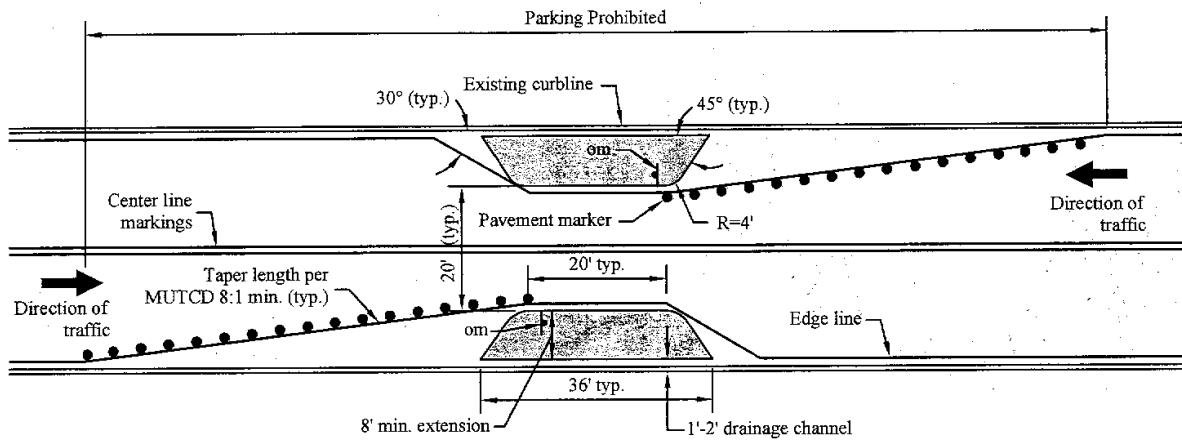 Parking Prohibited
Existing curbline
30° (typ.)
45° (typ.)
om
Center line
markings
Pavement marker
R=4'
Direction of
traffic
20' (typ.)
20' typ.
Taper length per
MUTCD 8:1 min. (typ.)
Direction of
traffic
om
Edge line
36' typ.
8' min. extension
1'-2' drainage channel